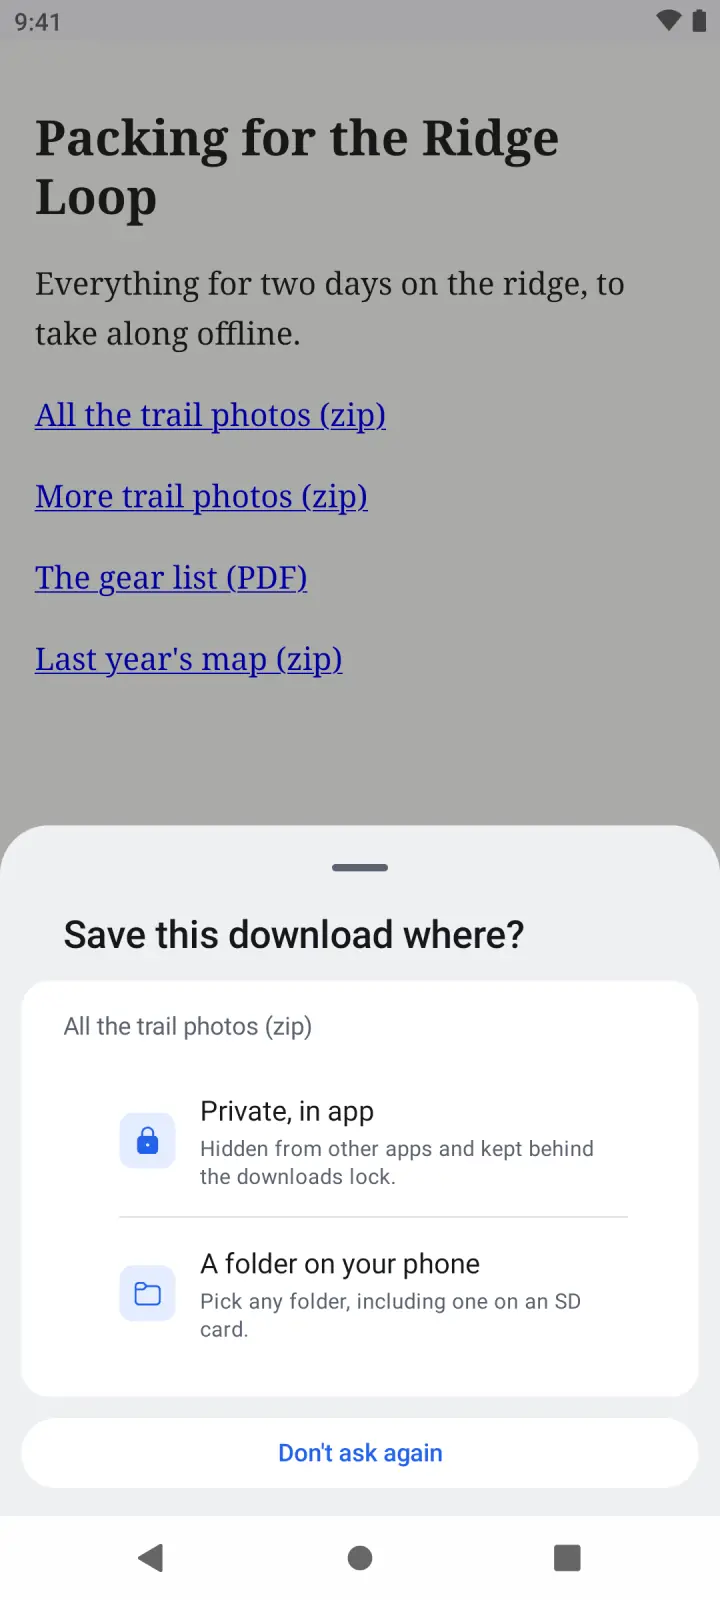 9:41
Packing for the Ridge
Loop
Everything for two days on the ridge, to
take along offline.
All the trail photos (zip)
More trail photos (zip)
The gear list (PDF)
Last year's map (zip)
Save this download where?
All the trail photos (zip)
Private, in app
Hidden from other apps and kept behind
the downloads lock.
A folder on your phone
Pick any folder, including one on an SD
card.
Don't ask again